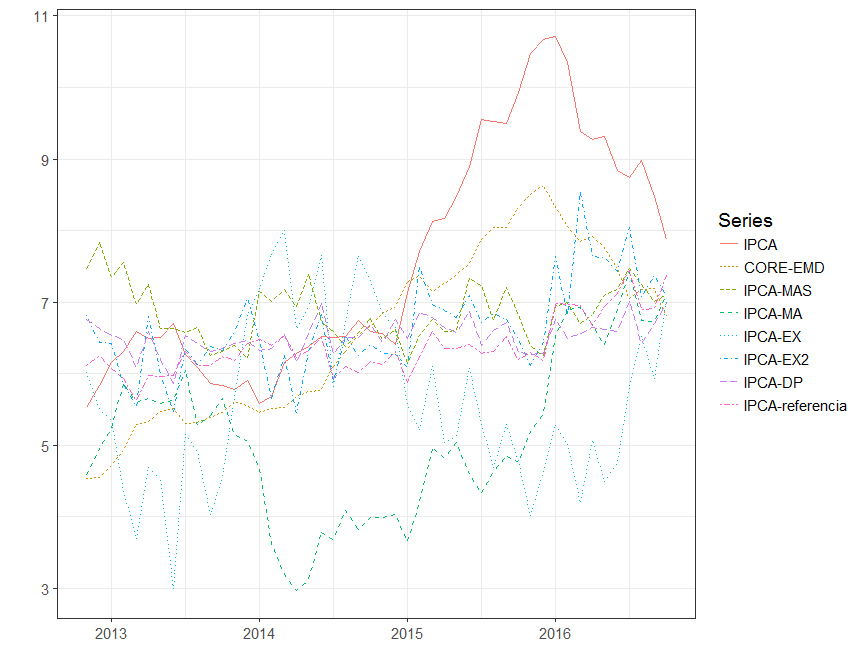 11
9
7
5
3
2013
2014
2015
2016
Series
IPCA
CORE-EMD
IPCA-MAS
IPCA-MA
IPCA-EX
IPCA-EX2
IPCA-DP
IPCA-referencia